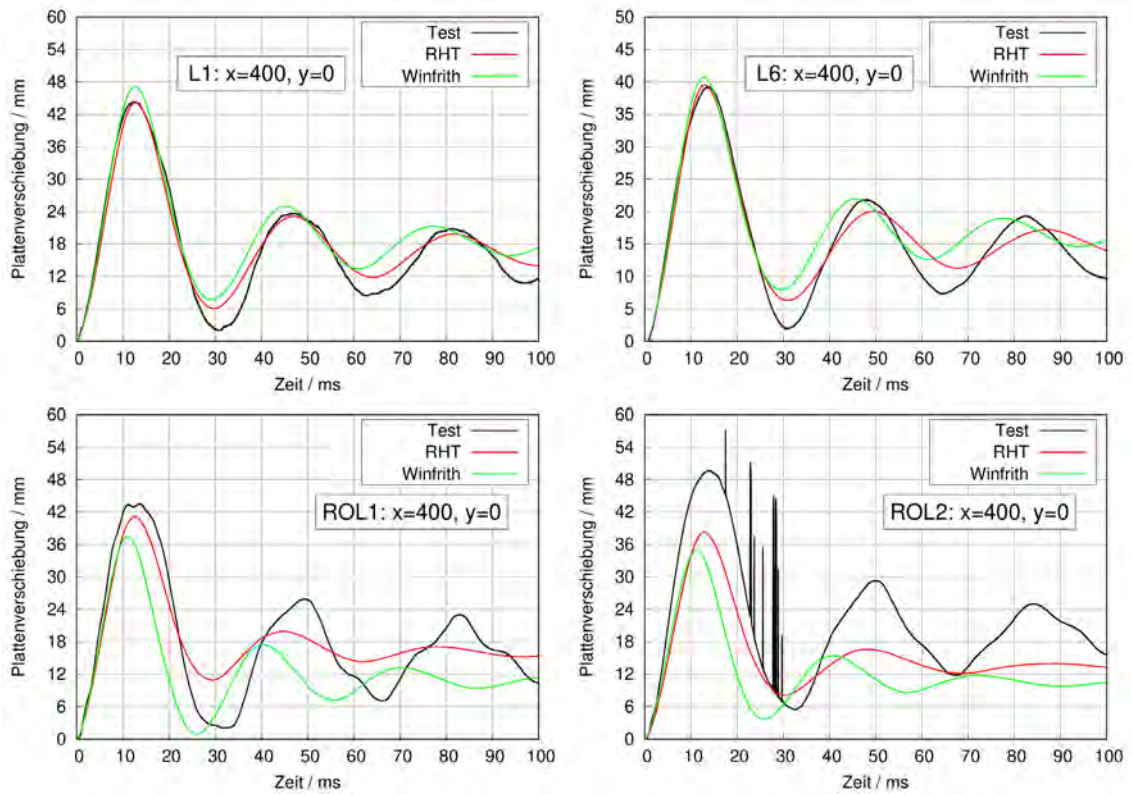 60
54
48
42
36
30
24
18
12
6
0
Plattenverschiebung / mm
Test
RHT
Winfrith
L1: x=400, y=0
0 10 20 30 40 50 60 70 80 90 100
Zeit / ms
50
45
40
35
30
25
20
15
10
5
0
Plattenverschiebung / mm
Test
RHT
Winfrith
L6: x=400, y=0
0 10 20 30 40 50 60 70 80 90 100
Zeit / ms
60
54
48
42
36
30
24
18
12
6
0
Plattenverschiebung / mm
Test
RHT
Winfrith
ROL1: x=400, y=0
0 10 20 30 40 50 60 70 80 90 100
Zeit / ms
60
54
48
42
36
30
24
18
12
6
0
Plattenverschiebung / mm
Test
RHT
Winfrith
ROL2: x=400, y=0
0 10 20 30 40 50 60 70 80 90 100
Zeit / ms